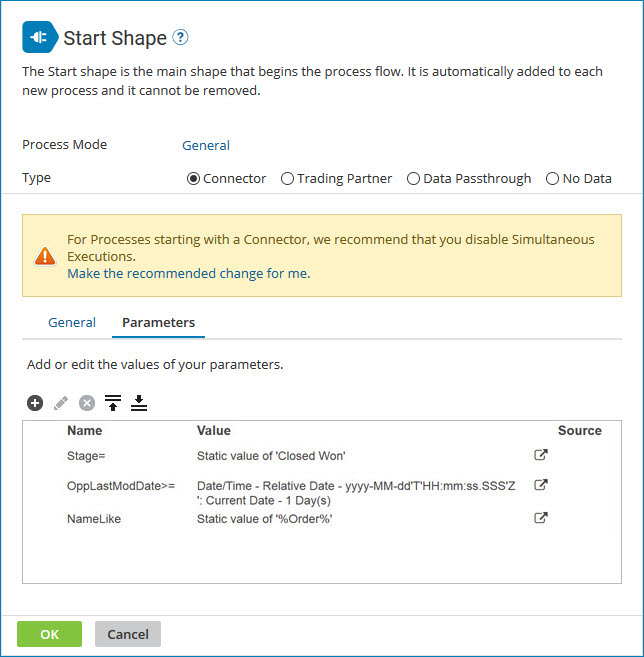 Start Shape ?
The Start shape is the main shape that begins the process flow. It is automatically added to each
new process and it cannot be removed.
Process Mode General
Type Connector Trading Partner Data Passthrough No Data
For Processes starting with a Connector, we recommend that you disable Simultaneous
Executions.
Make the recommended change for me.
General Parameters
Add or edit the values of your parameters.
Name Value Source
Stage= Static value of 'Closed Won'
OppLastModDate>= Date/Time - Relative Date - yyyy-MM-dd'T'HH:mm:ss.SSS'Z
': Current Date - 1 Day(s)
NameLike Static value of '%Order%'
OK Cancel